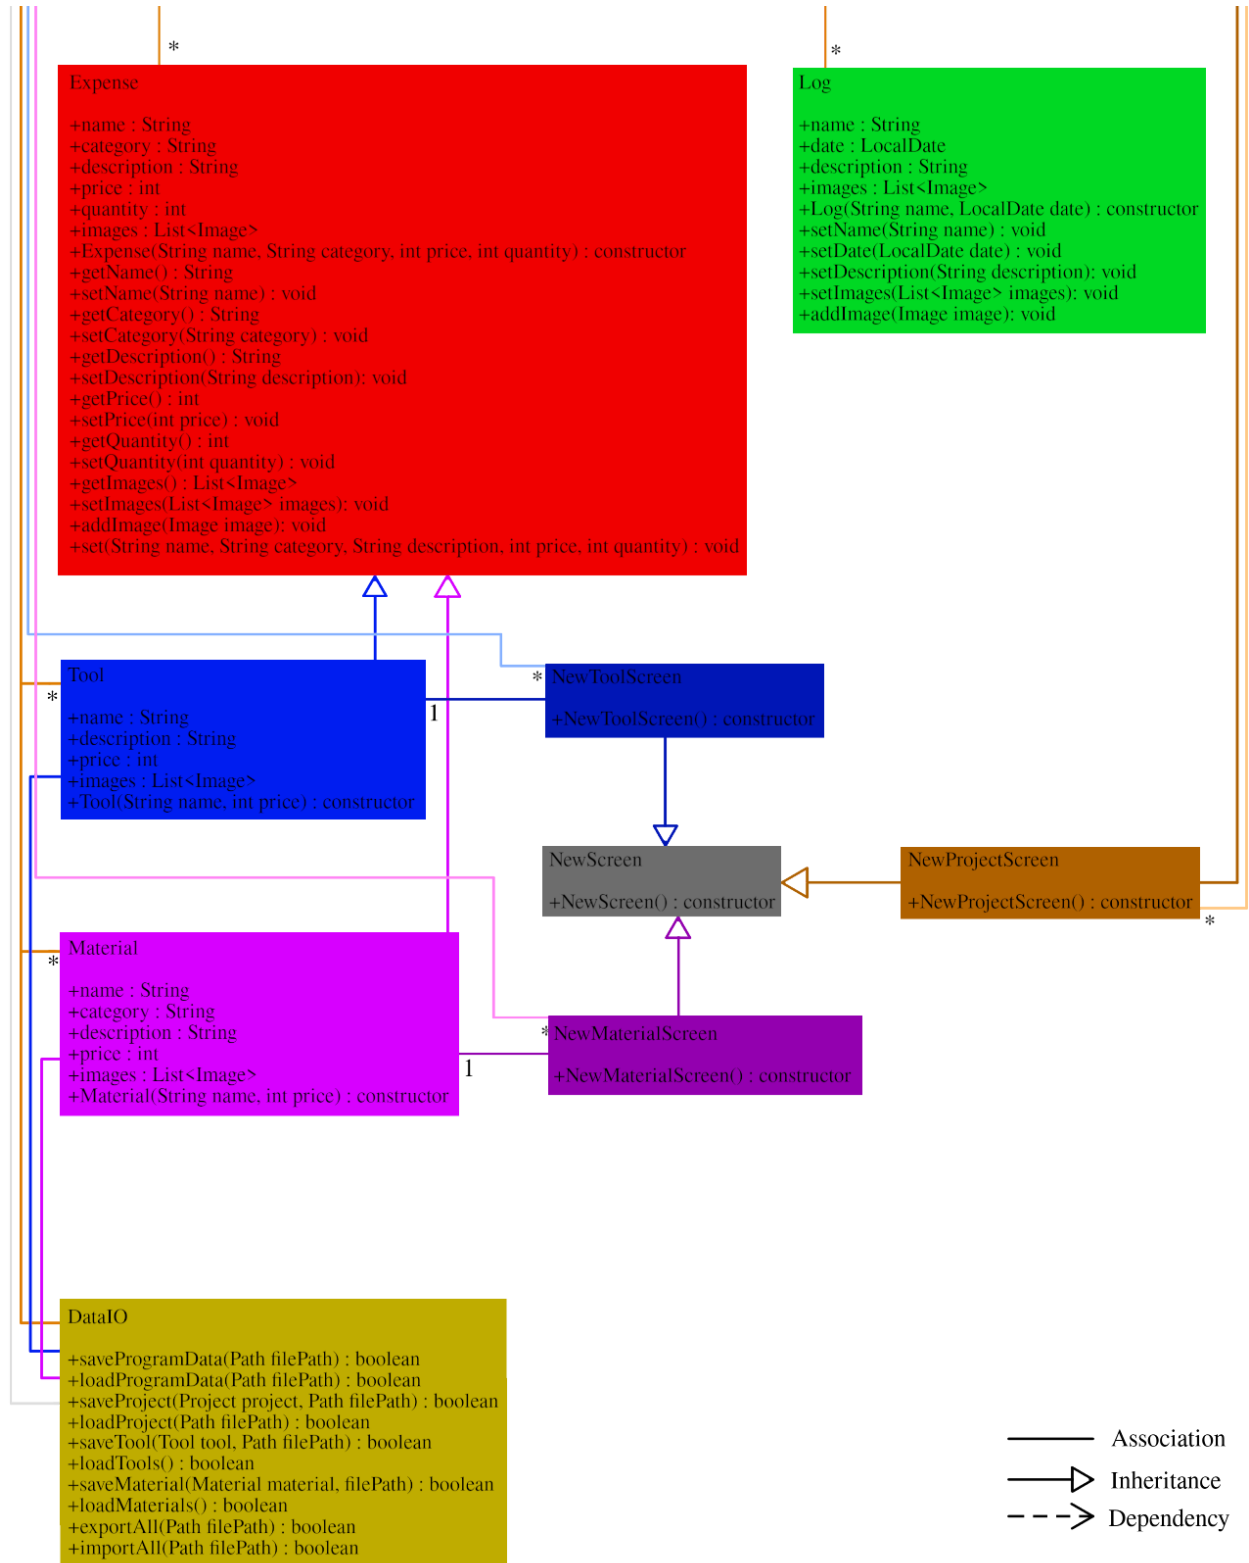 *
*
Expense
+name : String
+category : String
+description : String
+price : int
+quantity : int
+images : List<Image>
+Expense(String name, String category, int price, int quantity) : constructor
+getName() : String
+setName(String name) : void
+getCategory() : String
+setCategory(String category) : void
+getDescription() : String
+setDescription(String description): void
+getPrice() : int
+setPrice(int price) : void
+getQuantity() : int
+setQuantity(int quantity) : void
+getImages() : List<Image>
+setImages(List<Image> images): void
+addImage(Image image): void
+set(String name, String category, String description, int price, int quantity) : void
Log
+name : String
+date : LocalDate
+description : String
+images : List<Image>
+Log(String name, LocalDate date) : constructor
+setName(String name) : void
+setDate(LocalDate date) : void
+setDescription(String description): void
+setImages(List<Image> images): void
+addImage(Image image): void
*
Tool
+name : String
+description : String
+price : int
+images : List<Image>
+Tool(String name, int price) : constructor
1
*
NewToolScreen
+NewToolScreen() : constructor
NewScreen
+NewScreen() : constructor
NewProjectScreen
+NewProjectScreen() : constructor
*
*
Material
+name : String
+category : String
+description : String
+price : int
+images : List<Image>
+Material(String name, int price) : constructor
1
*
NewMaterialScreen
+NewMaterialScreen() : constructor
DataIO
+saveProgramData(Path filePath) : boolean
+loadProgramData(Path filePath) : boolean
+saveProject(Project project, Path filePath) : boolean
+loadProject(Path filePath) : boolean
+saveTool(Tool tool, Path filePath) : boolean
+loadTools() : boolean
+saveMaterial(Material material, filePath) : boolean
+loadMaterials() : boolean
+exportAll(Path filePath) : boolean
+importAll(Path filePath) : boolean
Association
Inheritance
Dependency